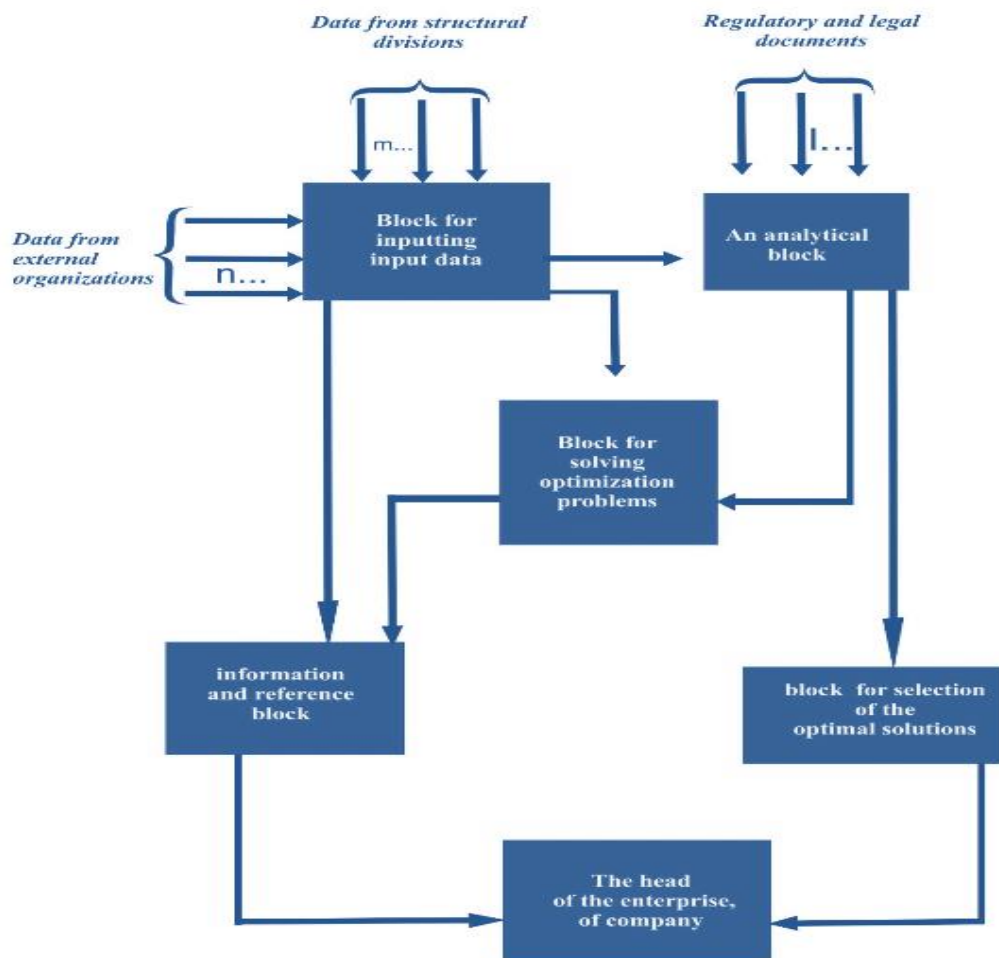 Data from structural
divisions
Regulatory and legal
documents
m...
l...
Block for
inputting
input data
An analytical
block
Data from
external
organizations
n...
Block for
solving
optimization
problems
information
and reference
block
block for selection
of the
optimal solutions
The head
of the enterprise,
of company